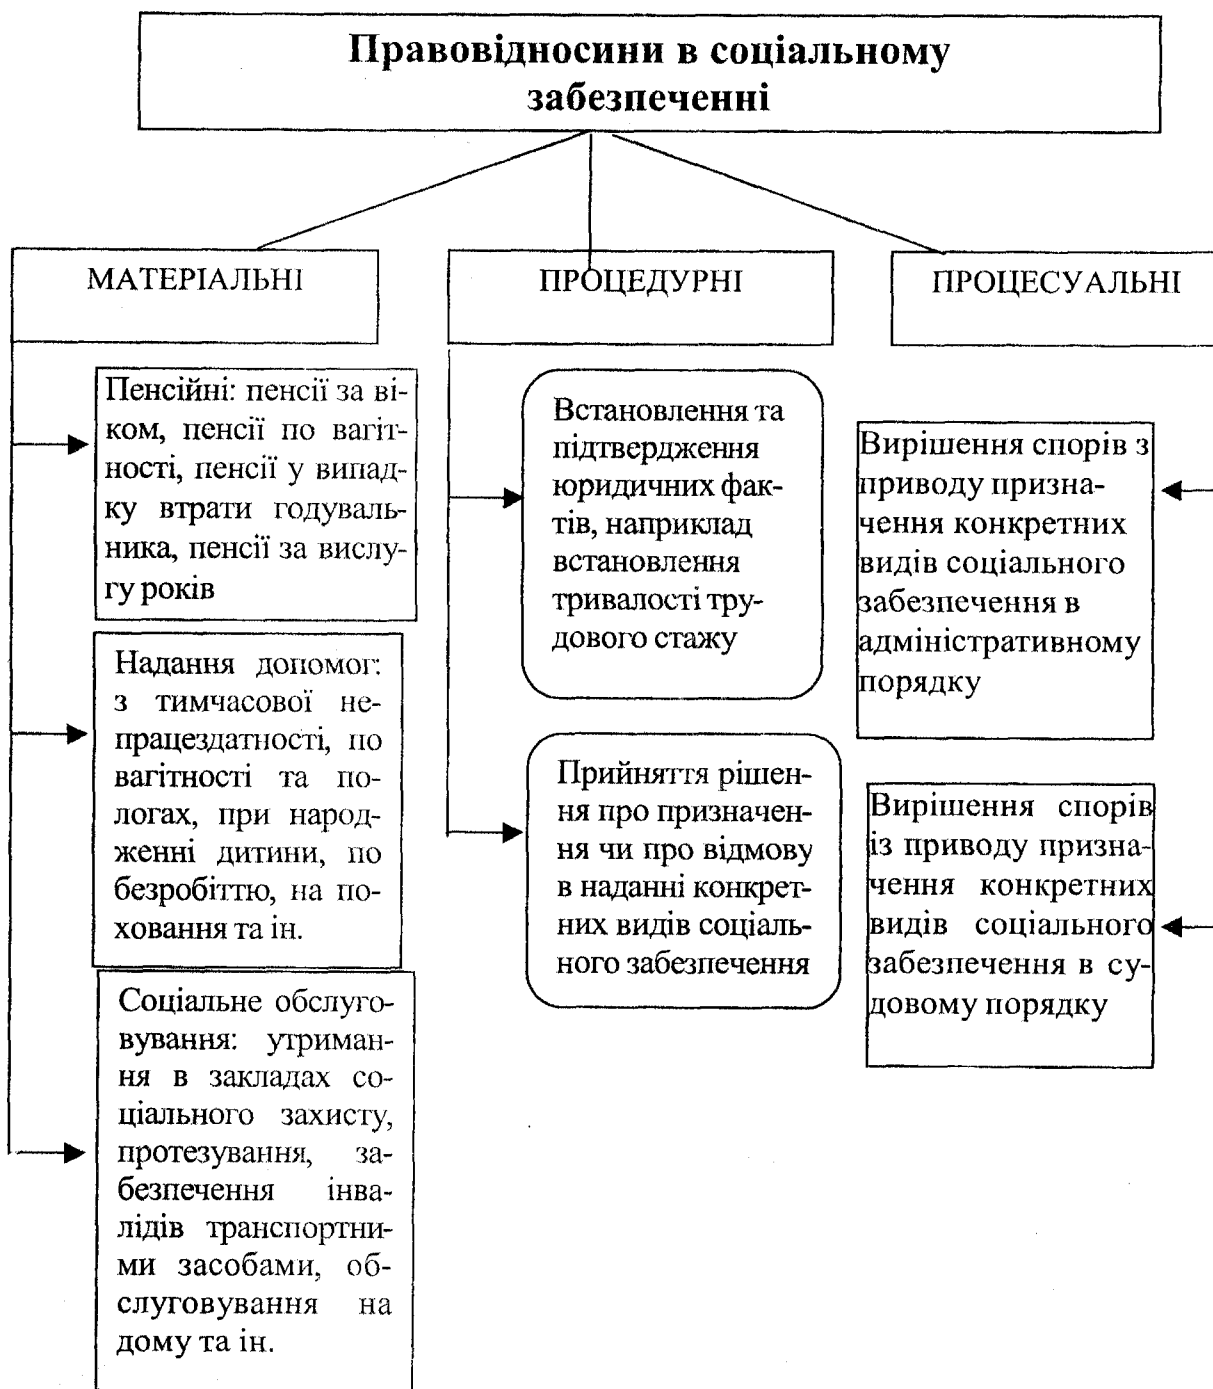 Правовідносини в соціальному
забезпеченні
МАТЕРІАЛЬНІ
Пенсійні: пенсії за ві-
ком, пенсії по вагіт-
ності, пенсії у випад-
ку втрати годуваль-
ника, пенсії за вислу-
гу років
Надання допомог:
з тимчасової не-
працездатності, по
вагітності та по-
логах, при народ-
женні дитини, по
безробіттю, на по-
ховання та ін.
Соціальне обслуго-
вування: утриман-
ня в закладах со-
ціального захисту,
протезування, за-
безпечення інва-
лідів транспортни-
ми засобами, об-
слуговування на
дому та ін.
ПРОЦЕДУРНІ
Встановлення та
підтвердження
юридичних фак-
тів, наприклад
встановлення
тривалості тру-
дового стажу
Прийняття рішен-
ня про призначен-
ня чи про відмову
в наданні конкрет-
них видів соціаль-
ного забезпечення
ПРОЦЕСУАЛЬНІ
Вирішення спорів з
приводу призна-
чення конкретних
видів соціального
забезпечення в
адміністративному
порядку
Вирішення спорів
із приводу призна-
чення конкретних
видів соціального
забезпечення в су-
довому порядку